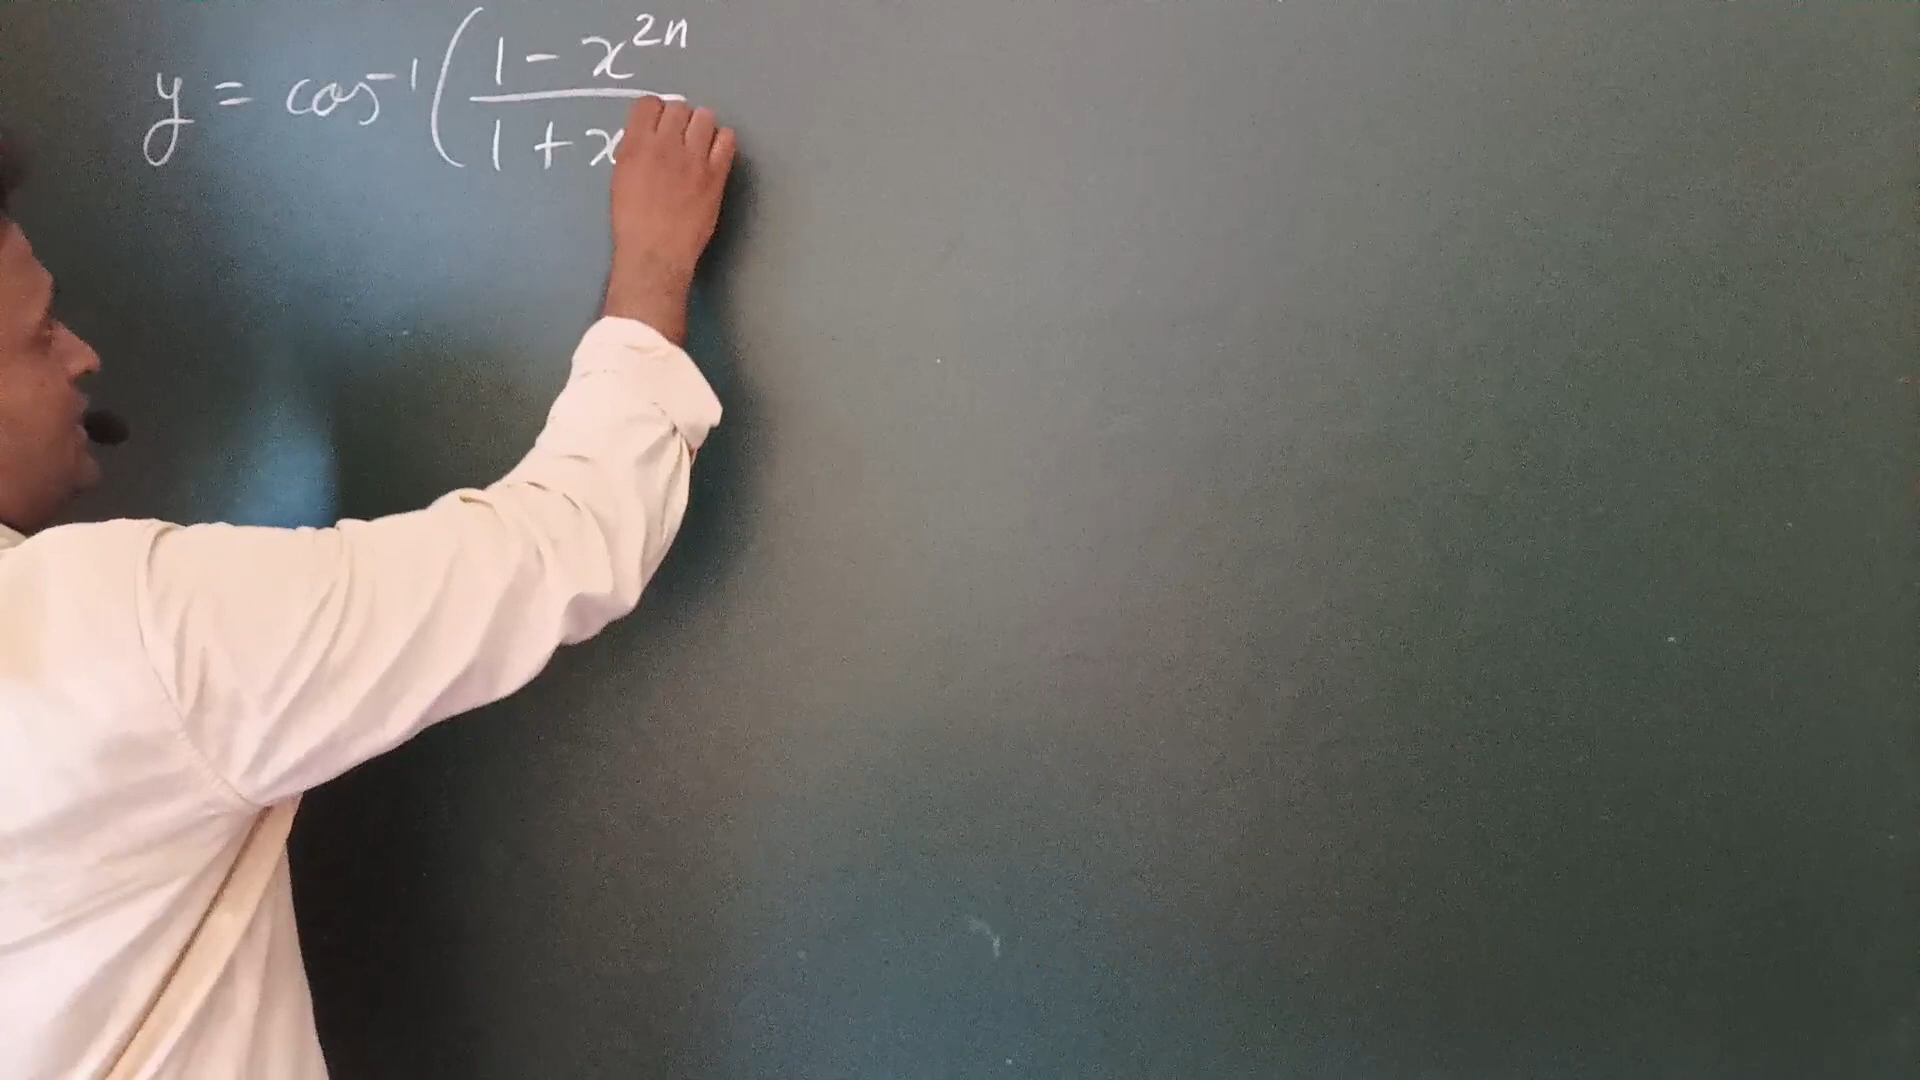 y = cos⁻¹ ( (1 - x²ⁿ) / (1 + x